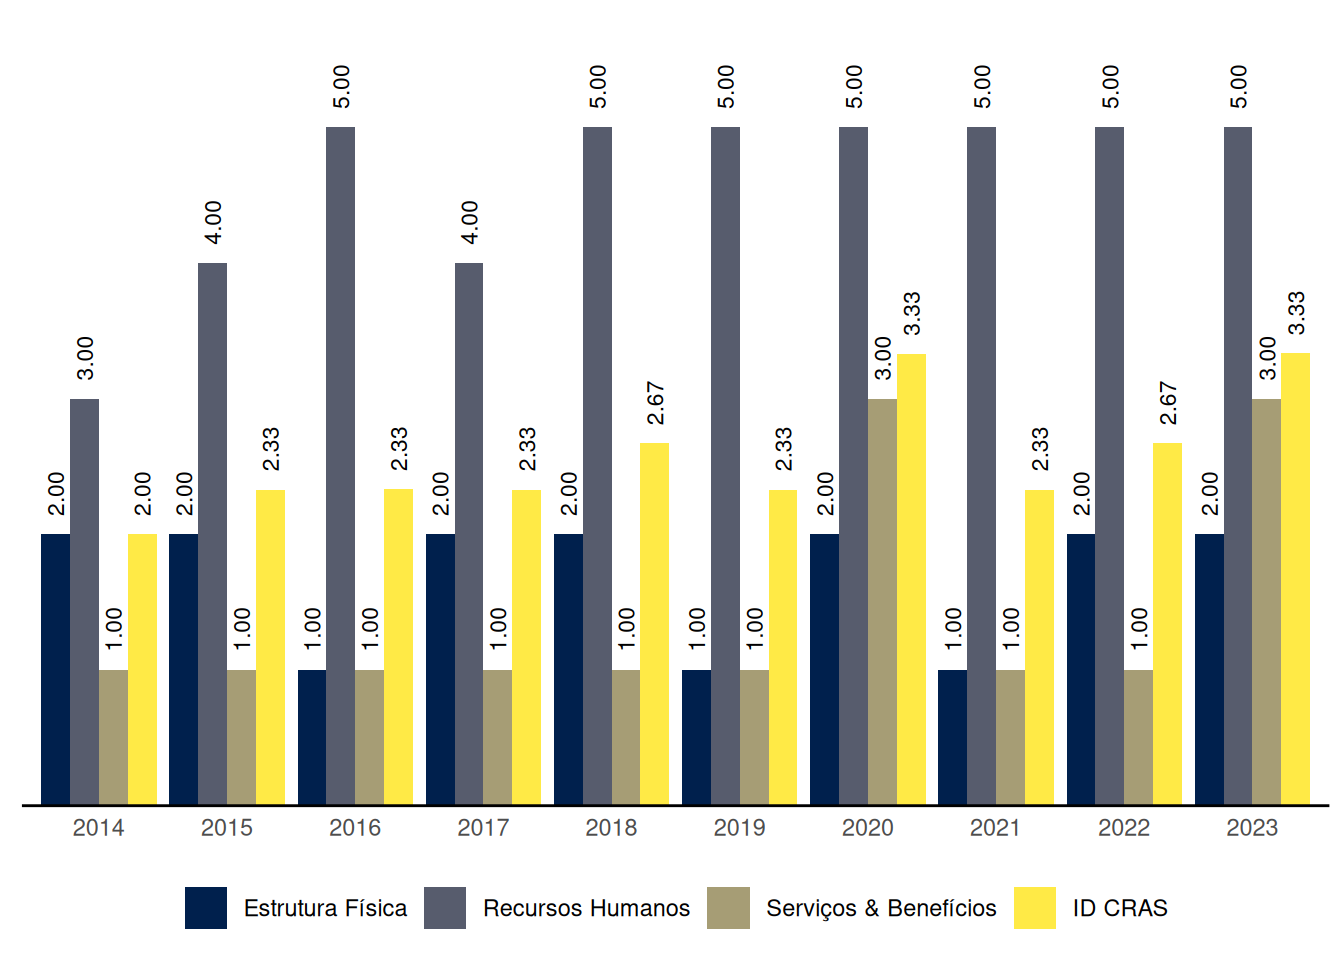 5.00 5.00 5.00 5.00 5.00 5.00 5.00
4.00 4.00
3.33 3.33
3.00 3.00 3.00
2.67 2.67
2.33 2.33 2.33 2.33 2.33
2.00 2.00 2.00 2.00 2.00 2.00 2.00 2.00
1.00 1.00 1.00 1.00 1.00 1.00 1.00 1.00 1.00 1.00 1.00
2014 2015 2016 2017 2018 2019 2020 2021 2022 2023
Estrutura Física Recursos Humanos Serviços & Benefícios ID CRAS